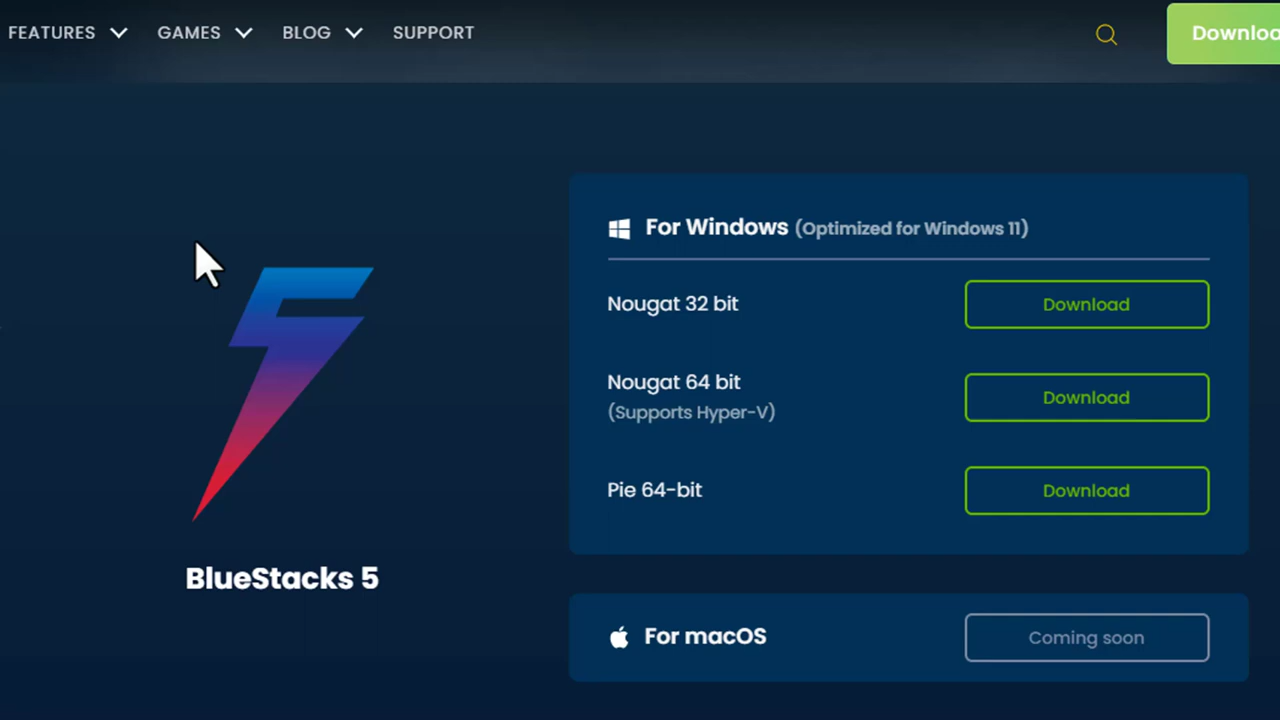 FEATURES GAMES BLOG SUPPORT
For Windows (Optimized for Windows 11)
Nougat 32 bit Download
Nougat 64 bit Download
(Supports Hyper-V)
Pie 64-bit Download
BlueStacks 5
For macOS Coming soon